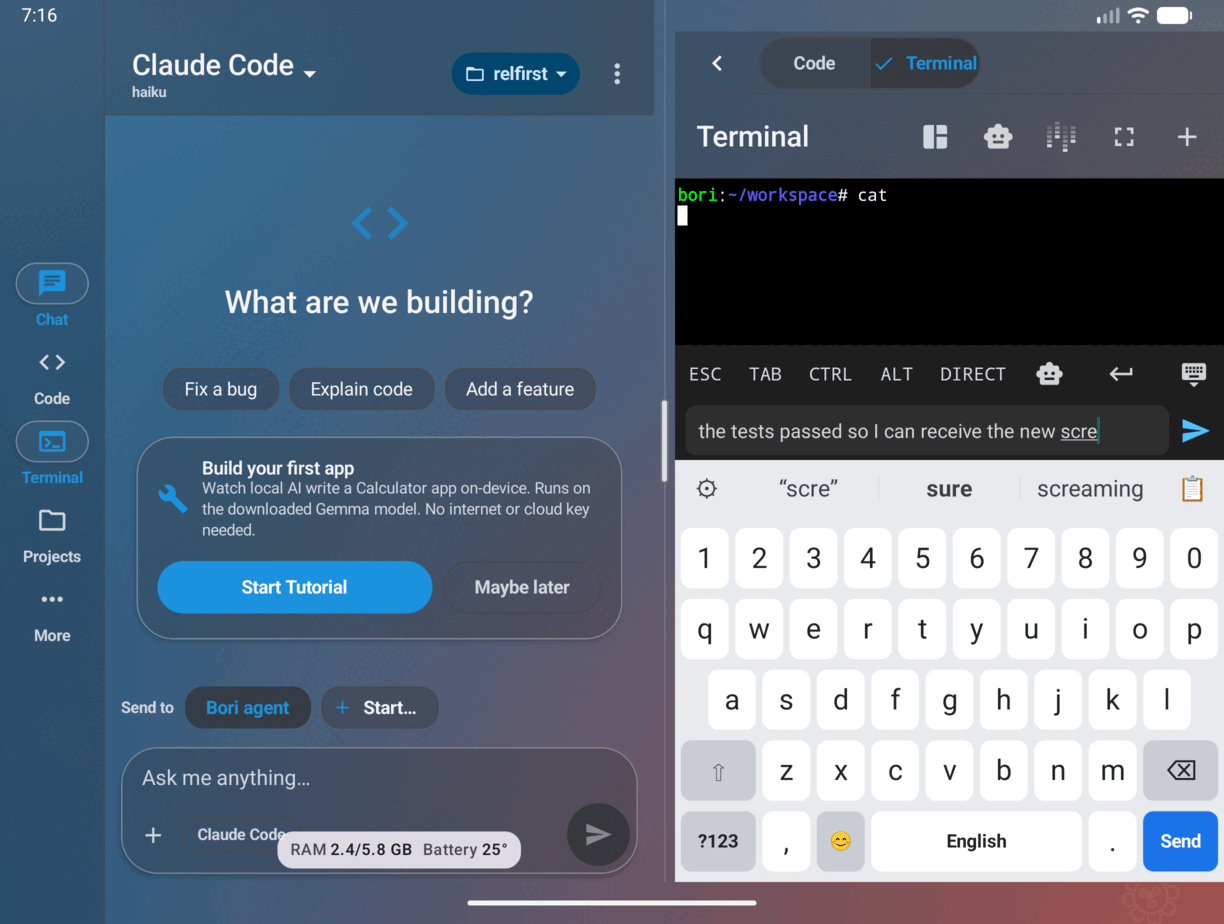 7:16
Claude Code
haiku
relfirst
What are we building?
Fix a bug
Explain code
Add a feature
Build your first app
Watch local AI write a Calculator app on-device. Runs on
the downloaded Gemma model. No internet or cloud key
needed.
Start Tutorial
Maybe later
Send to
Bori agent
+ Start...
Ask me anything...
Claude Code
RAM 2.4/5.8 GB Battery 25°
Chat
Code
Terminal
Projects
More
Code
Terminal
Terminal
bori:~/workspace# cat
ESC TAB CTRL ALT DIRECT
the tests passed so I can receive the new scre
“scre” sure screaming
1 2 3 4 5 6 7 8 9 0
q w e r t y u i o p
a s d f g h j k l
z x c v b n m
?123 , English . Send